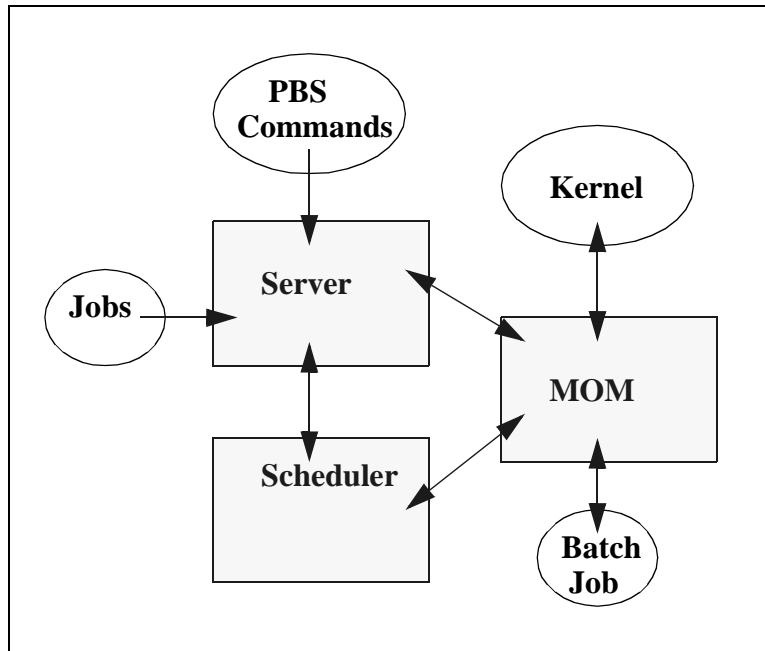 PBS
Commands
Kernel
Server
Jobs
MOM
Scheduler
Batch
Job